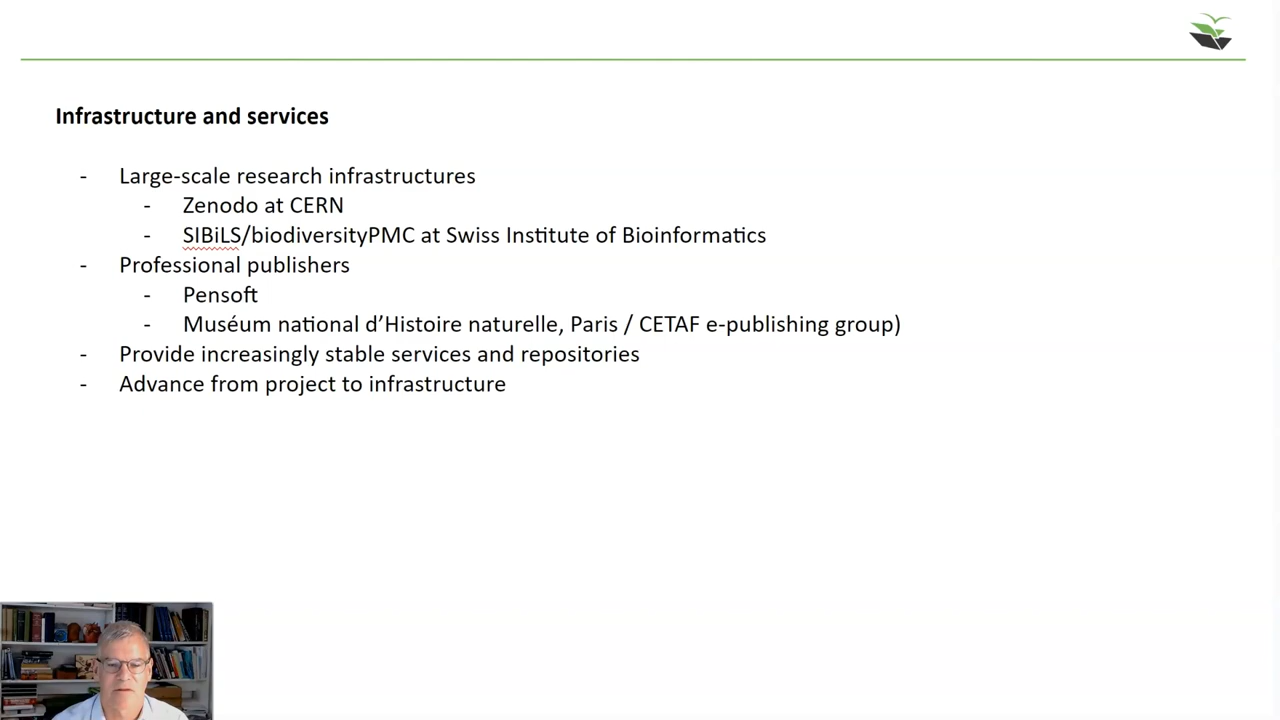 Infrastructure and services
- Large-scale research infrastructures
- Zenodo at CERN
- SIBiLS/biodiversityPMC at Swiss Institute of Bioinformatics
- Professional publishers
- Pensoft
- Muséum national d’Histoire naturelle, Paris / CETAF e-publishing group)
- Provide increasingly stable services and repositories
- Advance from project to infrastructure